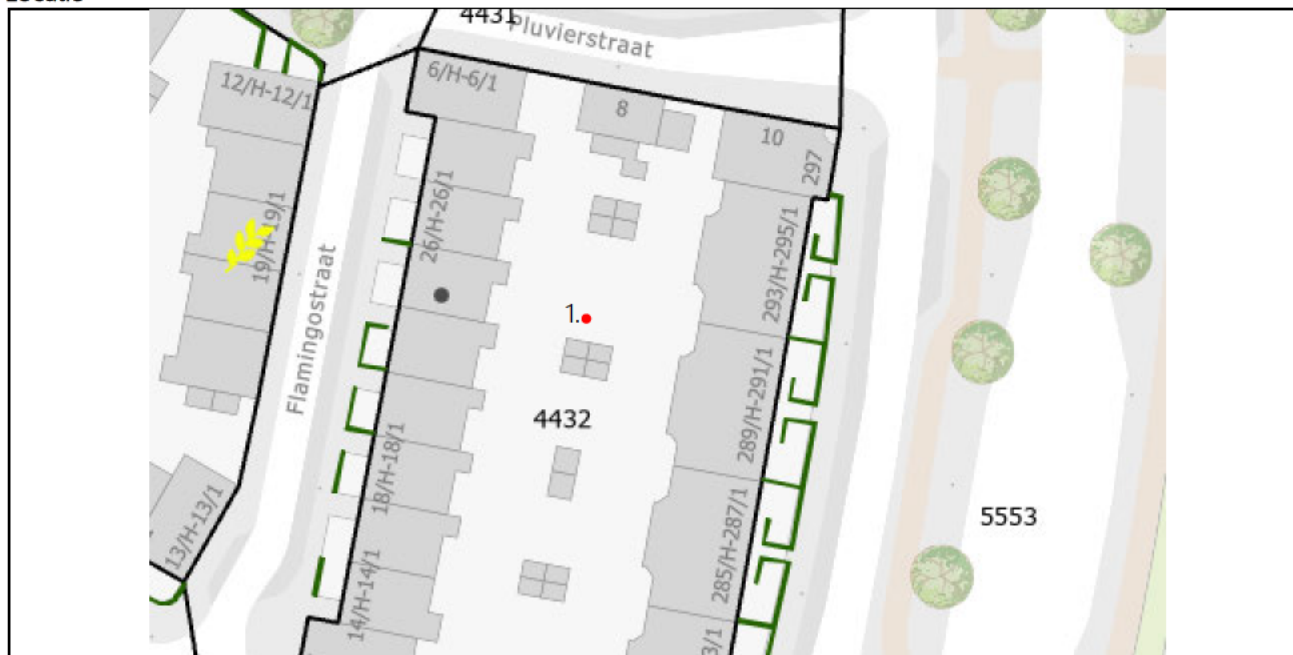 4431
Pluvierstraat
6/H-6/1
12/H-12/1
8
10
297
26/H-26/1
19/H-19/1
293/H-295/1
1.
Flamingostraat
289/H-291/1
4432
18/H-18/1
285/H-287/1
5553
13/H-13/1
14/H-14/1
3/1